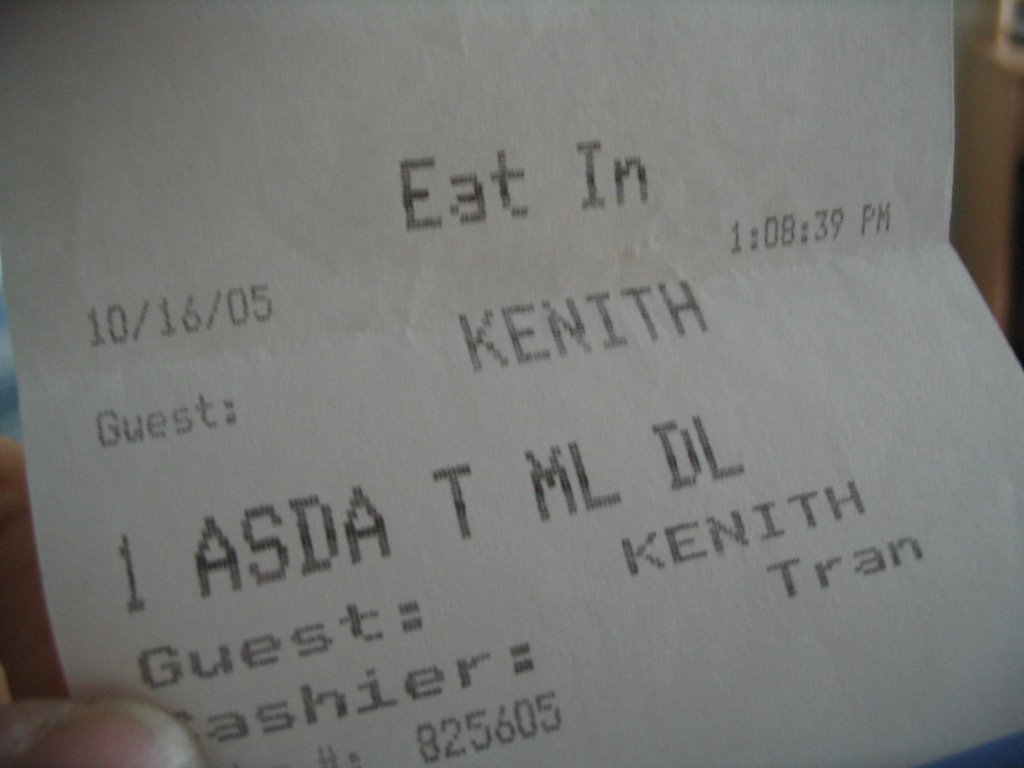 Eat In
10/16/05 1:08:39 PM
Guest: KENITH
1 ASDA T ML DL
Guest: KENITH
Cashier: Tran
#: 825605